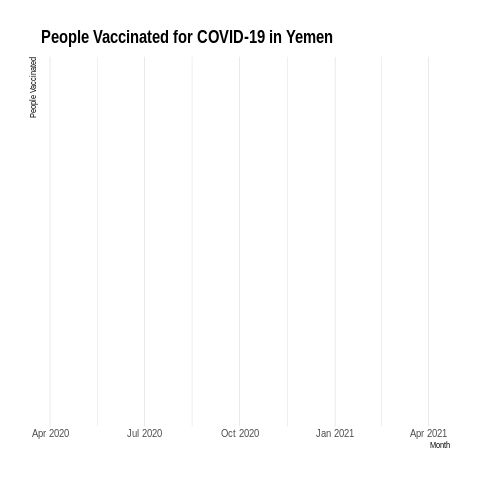 People Vaccinated for COVID-19 in Yemen
People Vaccinated
Apr 2020
Jul 2020
Oct 2020
Jan 2021
Apr 2021
Month